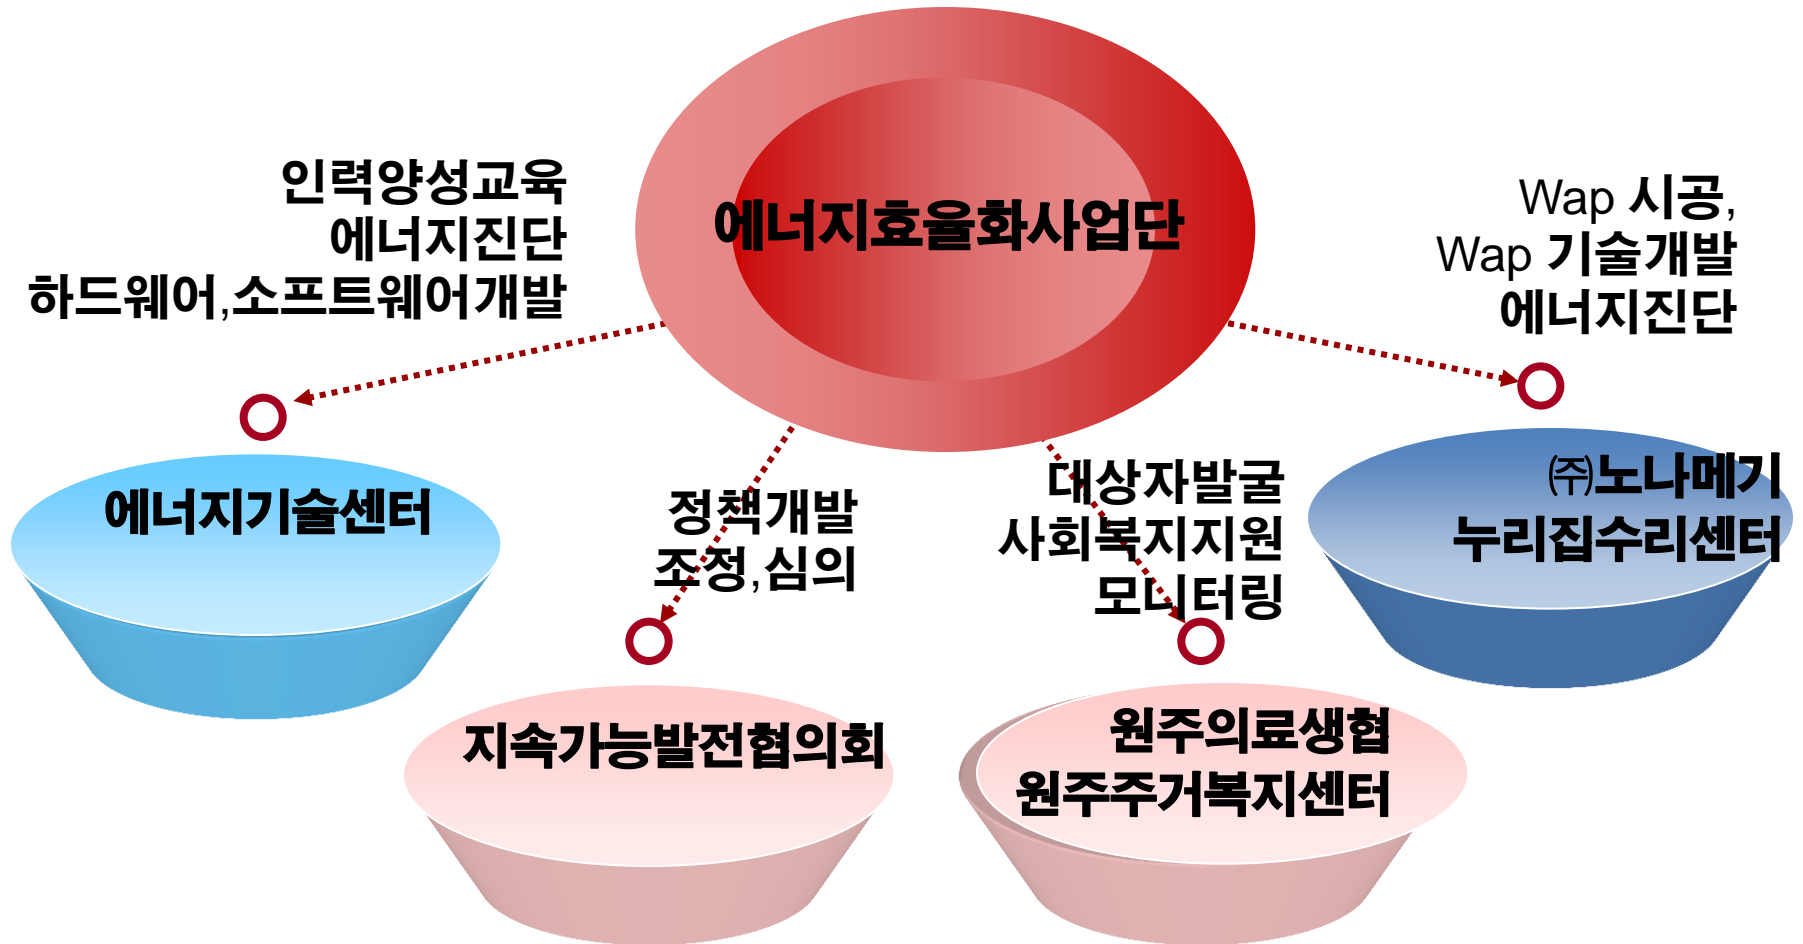 에너지효율화사업단
인력양성교육
에너지진단
하드웨어,소프트웨어개발
Wap 시공,
Wap 기술개발
에너지진단
에너지기술센터
정책개발
조정,심의
대상자발굴
사회복지지원
모니터링
㈜노나메기
누리집수리센터
지속가능발전협의회
원주의료생협
원주주거복지센터